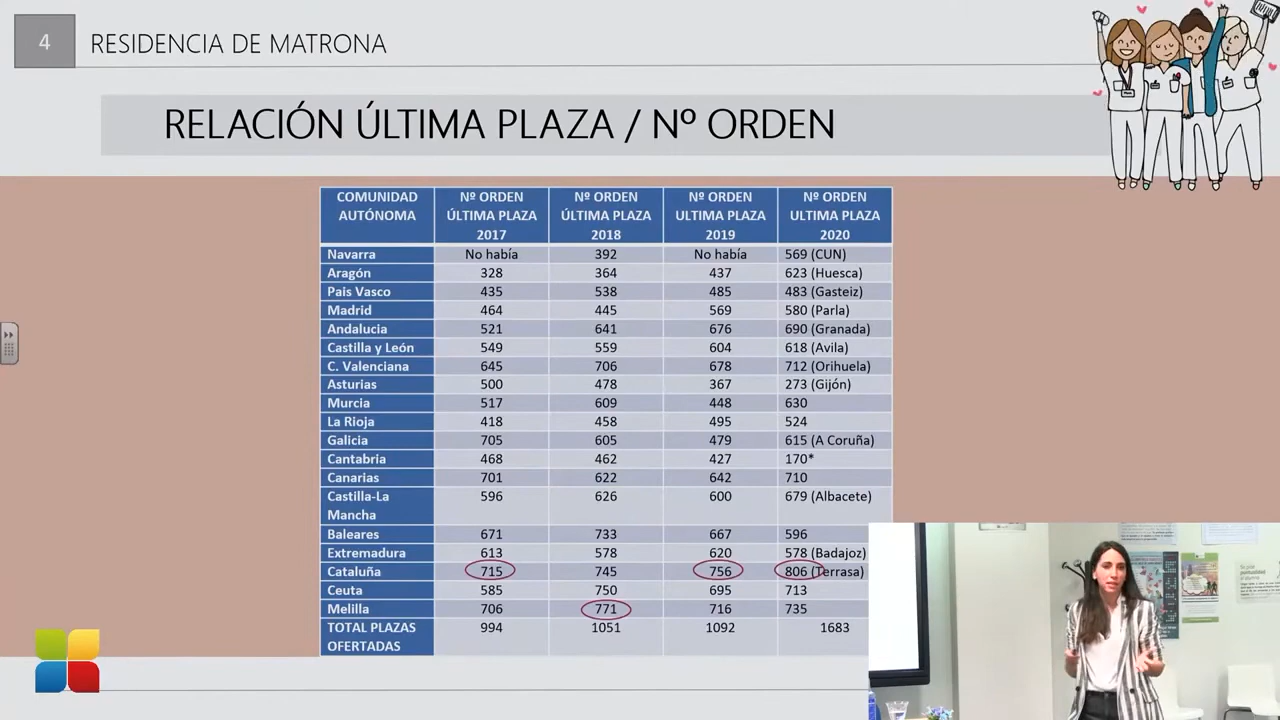 4
RESIDENCIA DE MATRONA
RELACIÓN ÚLTIMA PLAZA / Nº ORDEN
COMUNIDAD AUTÓNOMA Nº ORDEN ÚLTIMA PLAZA 2017 Nº ORDEN ÚLTIMA PLAZA 2018 Nº ORDEN ULTIMA PLAZA 2019 Nº ORDEN ULTIMA PLAZA 2020
Navarra No había 392 No había 569 (CUN)
Aragón 328 364 437 623 (Huesca)
Pais Vasco 435 538 485 483 (Gasteiz)
Madrid 464 445 569 580 (Parla)
Andalucia 521 641 676 690 (Granada)
Castilla y León 549 559 604 618 (Avila)
C. Valenciana 645 706 678 712 (Orihuela)
Asturias 500 478 367 273 (Gijón)
Murcia 517 609 448 630
La Rioja 418 458 495 524
Galicia 705 605 479 615 (A Coruña)
Cantabria 468 462 427 170*
Canarias 701 622 642 710
Castilla-La Mancha 596 626 600 679 (Albacete)
Baleares 671 733 667 596
Extremadura 613 578 620 578 (Badajoz)
Cataluña 715 745 756 806 (Terrasa)
Ceuta 585 750 695 713
Melilla 706 771 716 735
TOTAL PLAZAS OFERTADAS 994 1051 1092 1683